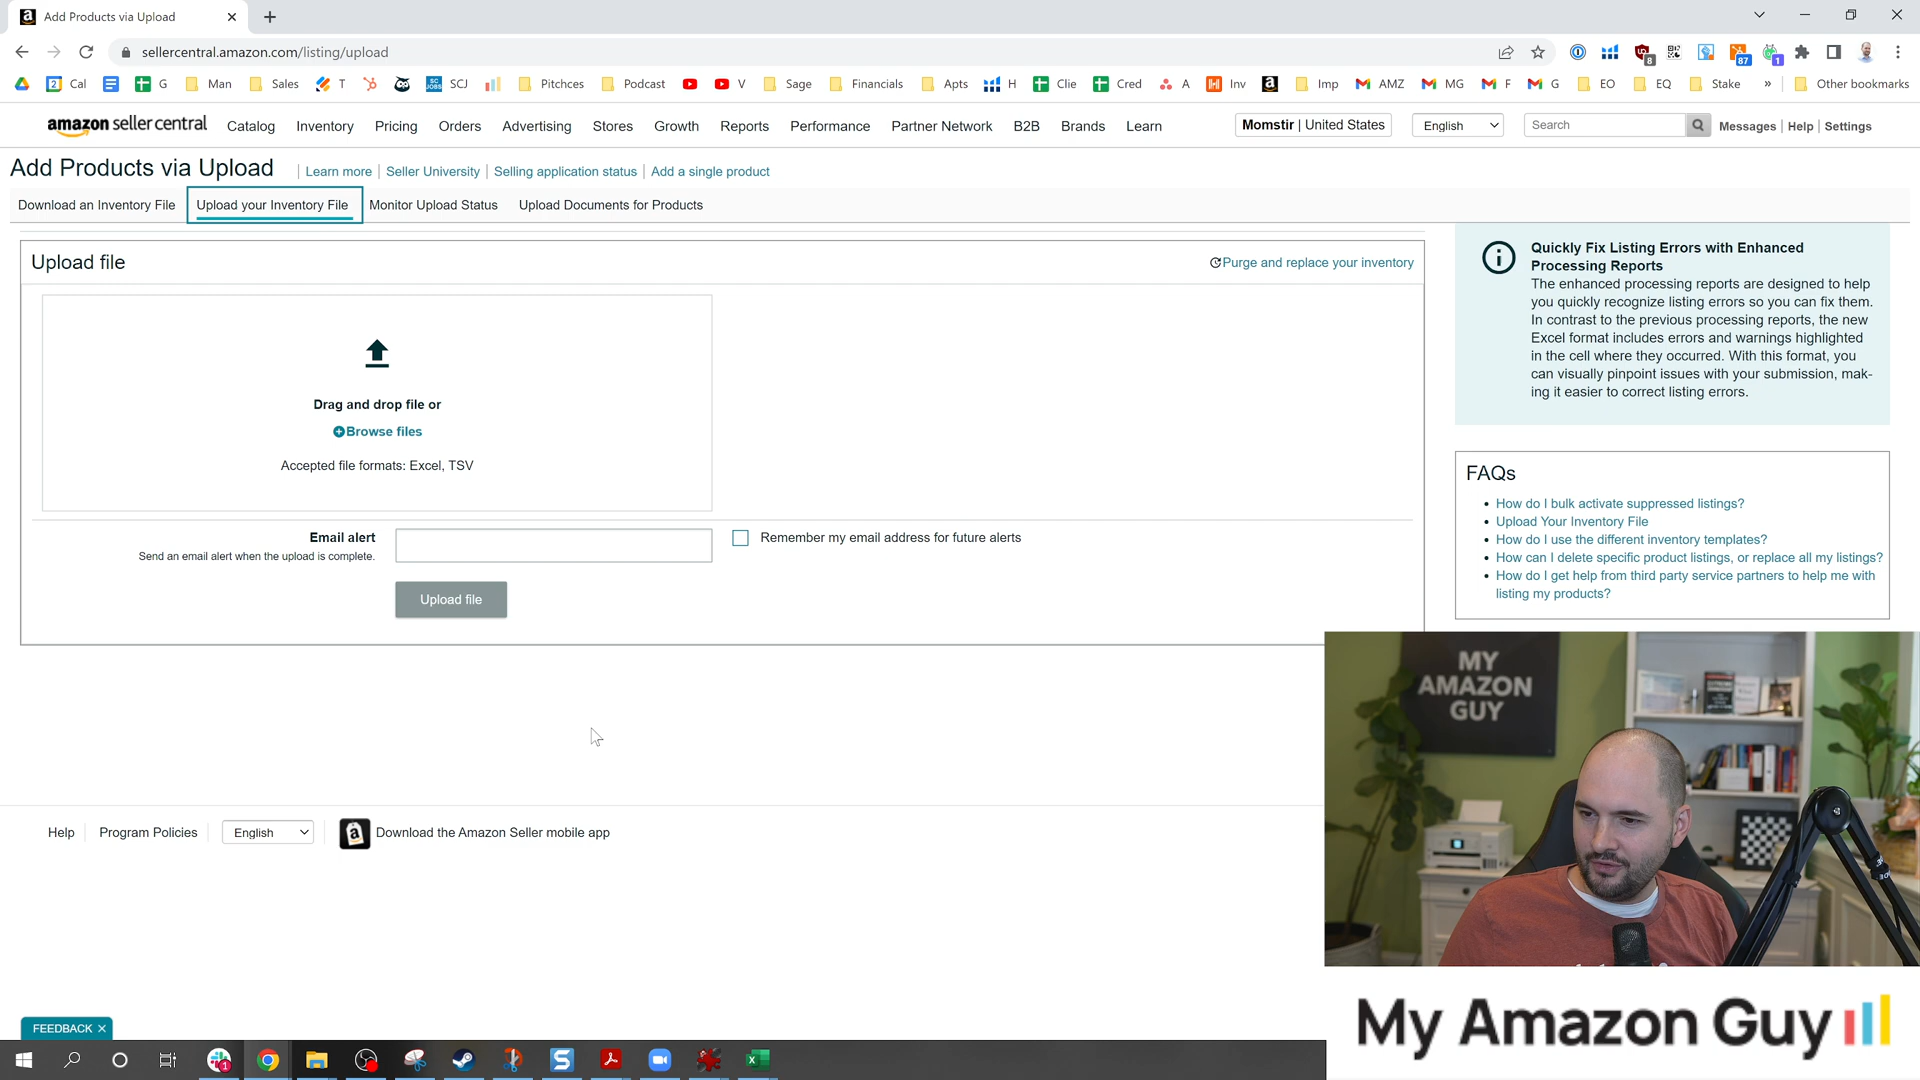 Add Products via Upload
sellercentral.amazon.com/listing/upload
8
87
1
Cal
G
Man
Sales
T
SCJ
Pitchces
Podcast
V
Sage
Financials
Apts
H
Clie
Cred
A
Inv
Imp
AMZ
MG
F
G
EO
EQ
Stake
»
Other bookmarks
amazon seller central
Catalog
Inventory
Pricing
Orders
Advertising
Stores
Growth
Reports
Performance
Partner Network
B2B
Brands
Learn
Momstir | United States
English
Search
Messages | Help | Settings
Add Products via Upload
Learn more | Seller University | Selling application status | Add a single product
Download an Inventory File
Upload your Inventory File
Monitor Upload Status
Upload Documents for Products
Upload file
Purge and replace your inventory
Drag and drop file or
Browse files
Accepted file formats: Excel, TSV
Email alert
Send an email alert when the upload is complete.
Remember my email address for future alerts
Upload file
Quickly Fix Listing Errors with Enhanced
Processing Reports
The enhanced processing reports are designed to help
you quickly recognize listing errors so you can fix them.
In contrast to the previous processing reports, the new
Excel format includes errors and warnings highlighted
in the cell where they occurred. With this format, you
can visually pinpoint issues with your submission, mak-
ing it easier to correct listing errors.
FAQs
How do I bulk activate suppressed listings?
Upload Your Inventory File
How do I use the different inventory templates?
How can I delete specific product listings, or replace all my listings?
How do I get help from third party service partners to help me with
listing my products?
MY
AMAZON
GUY
Help
Program Policies
English
Download the Amazon Seller mobile app
FEEDBACK
My Amazon Guy